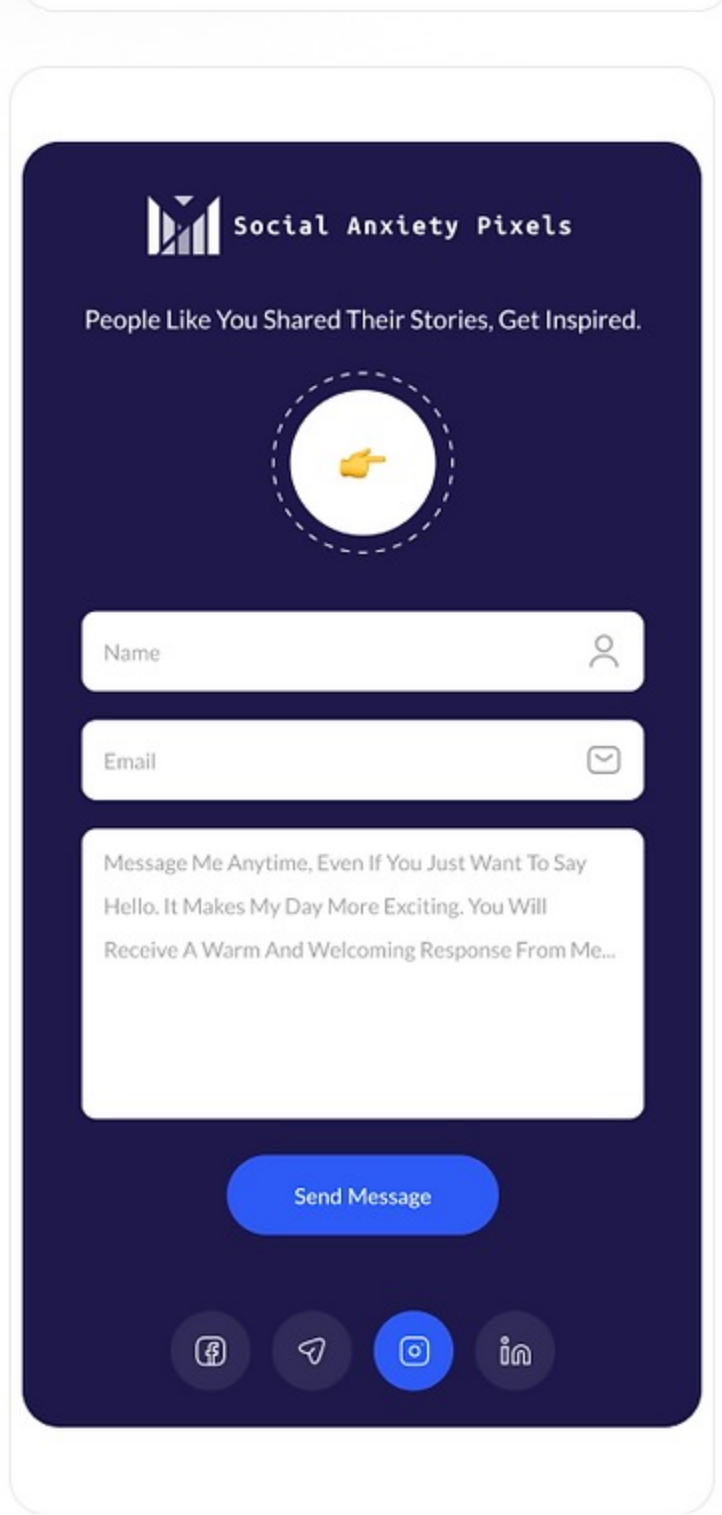 Social Anxiety Pixels
People Like You Shared Their Stories, Get Inspired.
Name
Email
Message Me Anytime, Even If You Just Want To Say
Hello. It Makes My Day More Exciting. You Will
Receive A Warm And Welcoming Response From Me...
Send Message